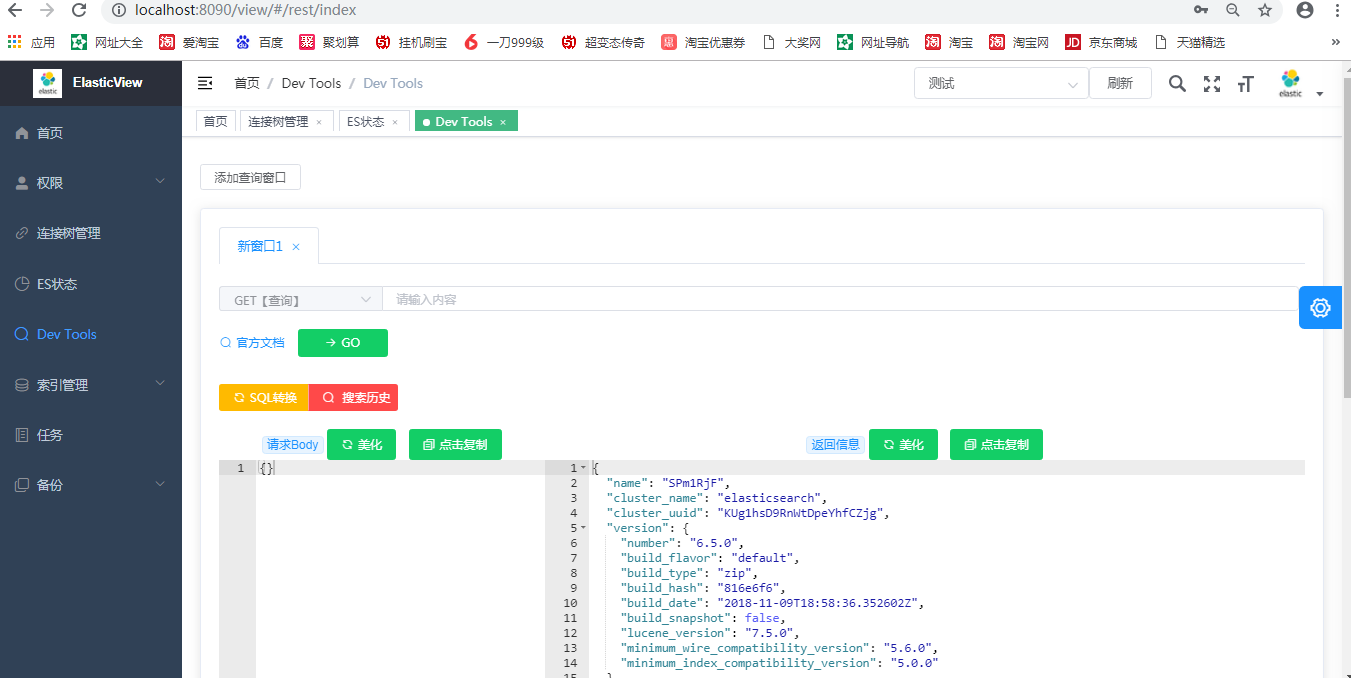 localhost:8090/view/#/rest/index
应用 网址大全 爱淘宝 百度 聚划算 挂机刷宝 一刀999级 超变态传奇 淘宝优惠券 大奖网 网址导航 淘宝 淘宝网 京东商城 天猫精选 »
elastic ElasticView 首页 / Dev Tools / Dev Tools 测试 刷新 elastic
首页 连接树管理 × ES状态 × Dev Tools ×
首页
权限
连接树管理
ES状态
Dev Tools
索引管理
任务
备份
添加查询窗口
新窗口1 ×
GET【查询】 请输入内容
官方文档 GO
SQL转换 搜索历史
请求Body 美化 点击复制 返回信息 美化 点击复制
1 {}
1 {
2 "name": "SPm1RjF",
3 "cluster_name": "elasticsearch",
4 "cluster_uuid": "KUg1hsD9RnWtDpeYhfCZjg",
5 "version": {
6 "number": "6.5.0",
7 "build_flavor": "default",
8 "build_type": "zip",
9 "build_hash": "816e6f6",
10 "build_date": "2018-11-09T18:58:36.352602Z",
11 "build_snapshot": false,
12 "lucene_version": "7.5.0",
13 "minimum_wire_compatibility_version": "5.6.0",
14 "minimum_index_compatibility_version": "5.0.0"